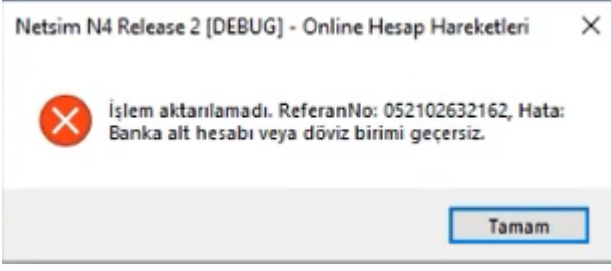 Netsim N4 Release 2 [DEBUG] - Online Hesap Hareketleri
İşlem aktarılamadı. ReferanNo: 052102632162, Hata:
Banka alt hesabı veya döviz birimi geçersiz.
Tamam